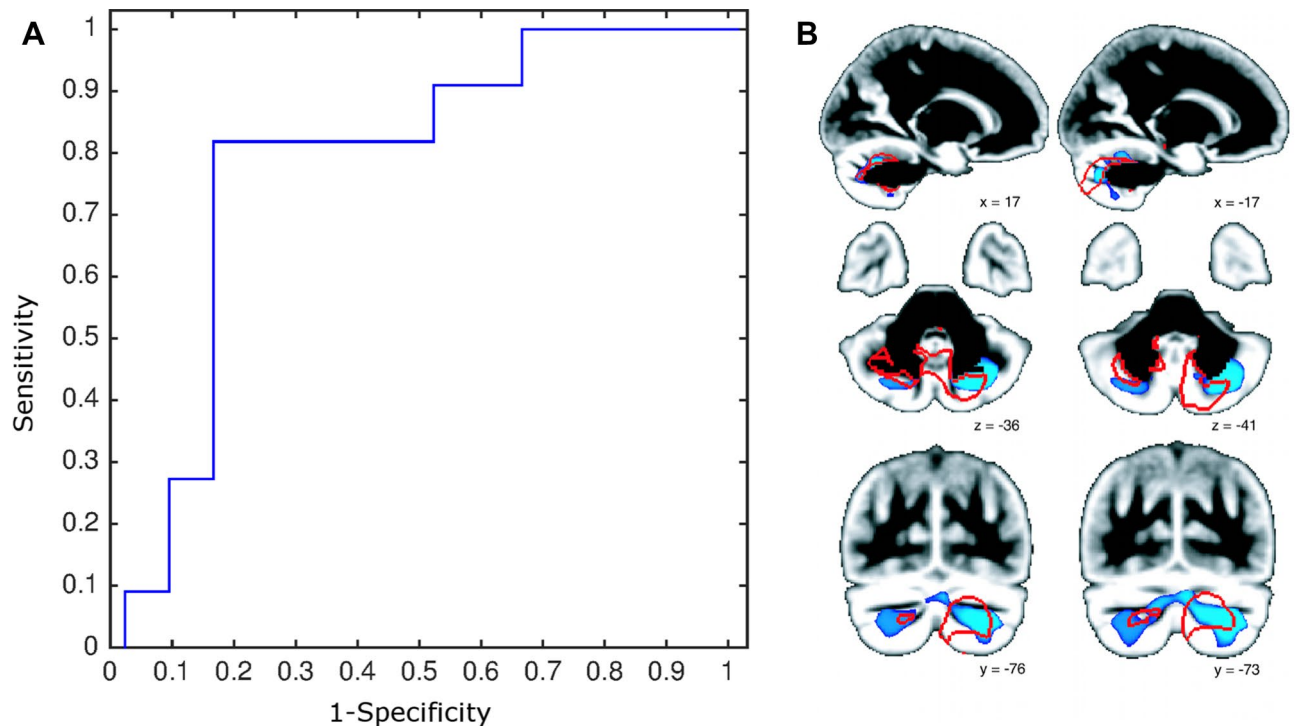 A
1
0.9
0.8
0.7
0.6
0.5
0.4
0.3
0.2
0.1
0
Sensitivity
0 0.1 0.2 0.3 0.4 0.5 0.6 0.7 0.8 0.9 1
1-Specificity
B
x = 17
x = -17
z = -36
z = -41
y = -76
y = -73